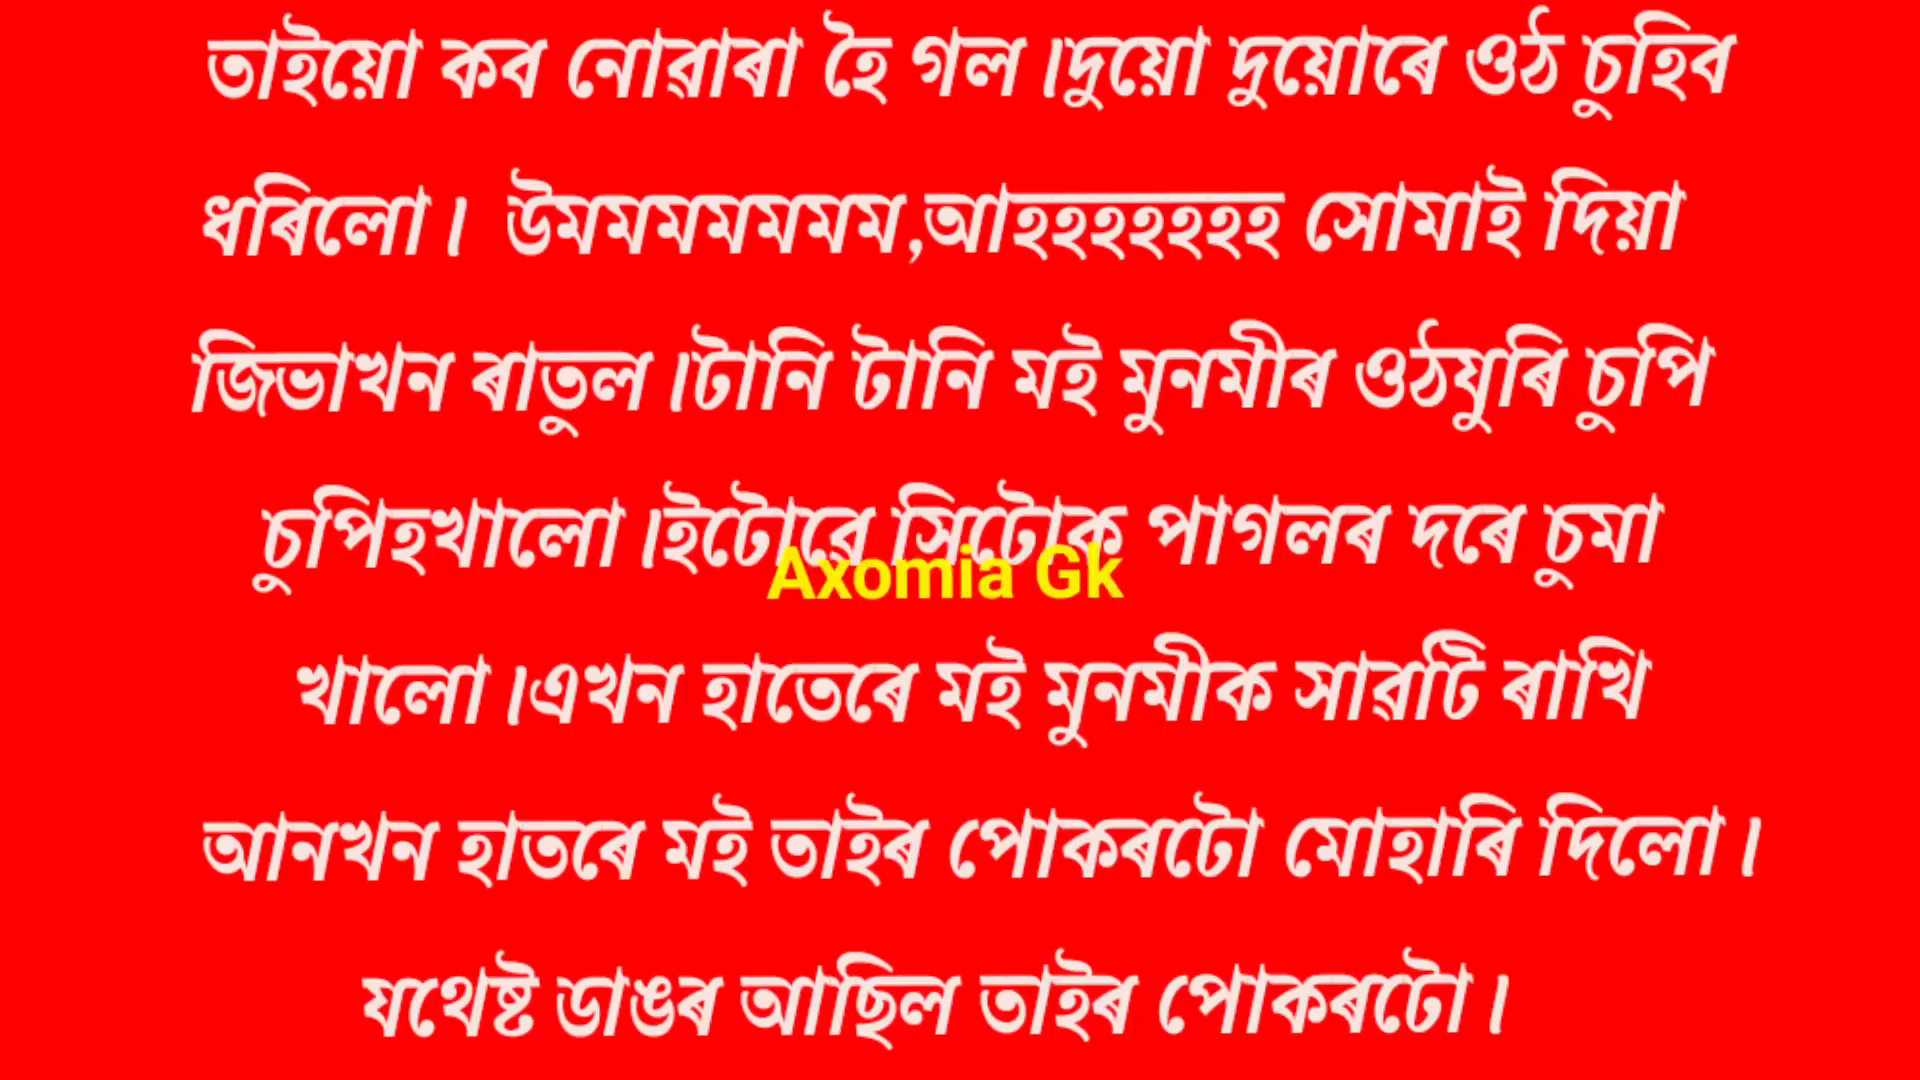 তাইয়ো কব নোৱাৰা হৈ গল ।দুয়ো দুয়োৰে ওঠ চুহিব
ধৰিলো। উমমমমমমম,আহহহহহহহ সোমাই দিয়া
জিভাখন ৰাতুল ।টানি টানি মই মুনমীৰ ওঠযুৰি চুপি
চুপিহখালো ।ইটোৱে সিটোক পাগলৰ দৰে চুমা
Axomia Gk
খালো ।এখন হাতেৰে মই মুনমীক সাৱটি ৰাখি
আনখন হাতৰে মই তাইৰ পোকৰটো মোহাৰি দিলো।
যথেষ্ট ডাঙৰ আছিল তাইৰ পোকৰটো।